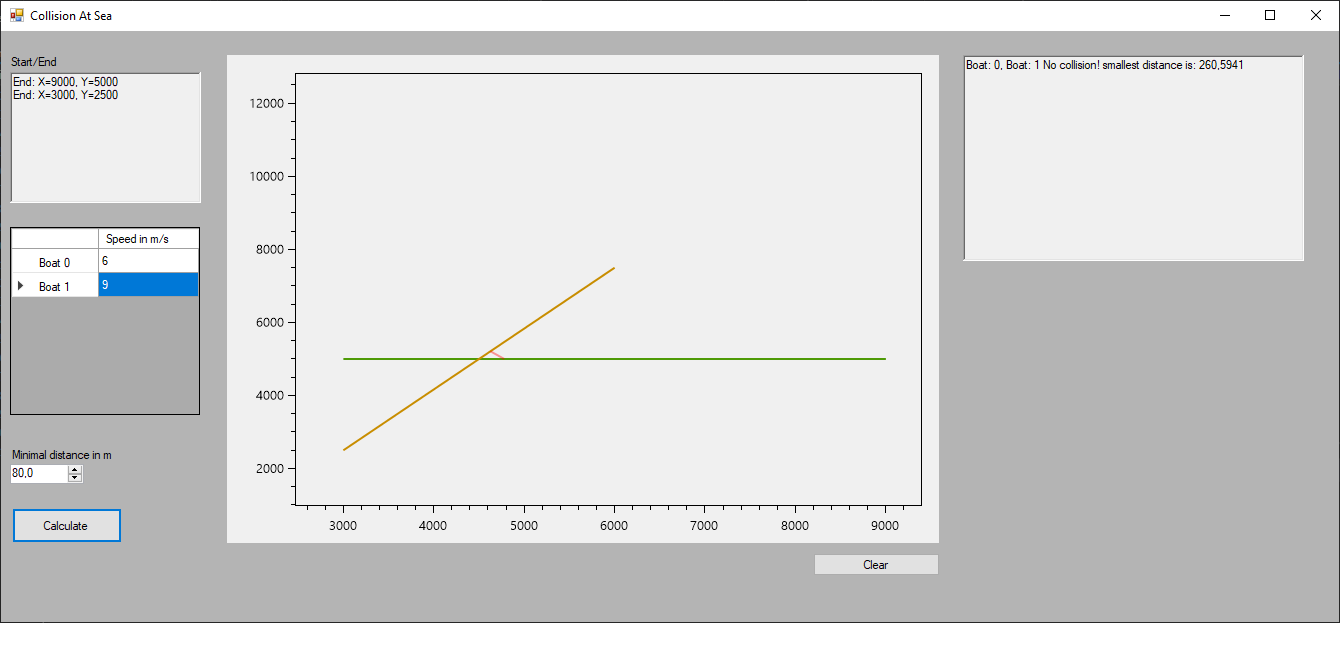 Collision At Sea
Start/End
End: X=9000, Y=5000
End: X=3000, Y=2500
Speed in m/s
Boat 0 6
Boat 1 9
Minimal distance in m
80,0
Calculate
12000
10000
8000
6000
4000
2000
3000 4000 5000 6000 7000 8000 9000
Clear
Boat: 0, Boat: 1 No collision! smallest distance is: 260,5941